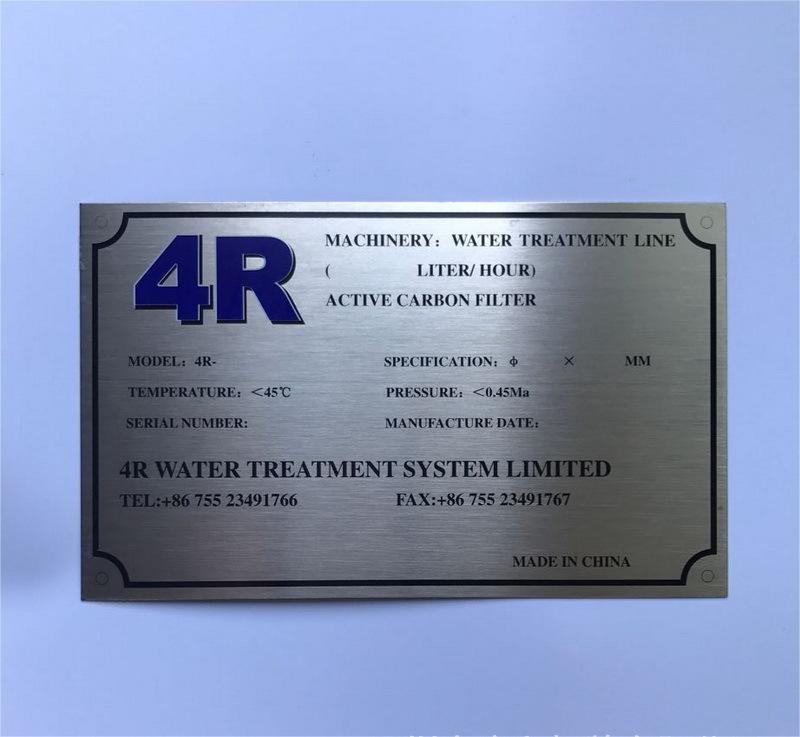 4R
MACHINERY: WATER TREATMENT LINE
( LITER/ HOUR)
ACTIVE CARBON FILTER
MODEL: 4R- SPECIFICATION: ϕ × MM
TEMPERATURE: <45℃ PRESSURE: <0.45Ma
SERIAL NUMBER: MANUFACTURE DATE:
4R WATER TREATMENT SYSTEM LIMITED
TEL:+86 755 23491766 FAX:+86 755 23491767
MADE IN CHINA